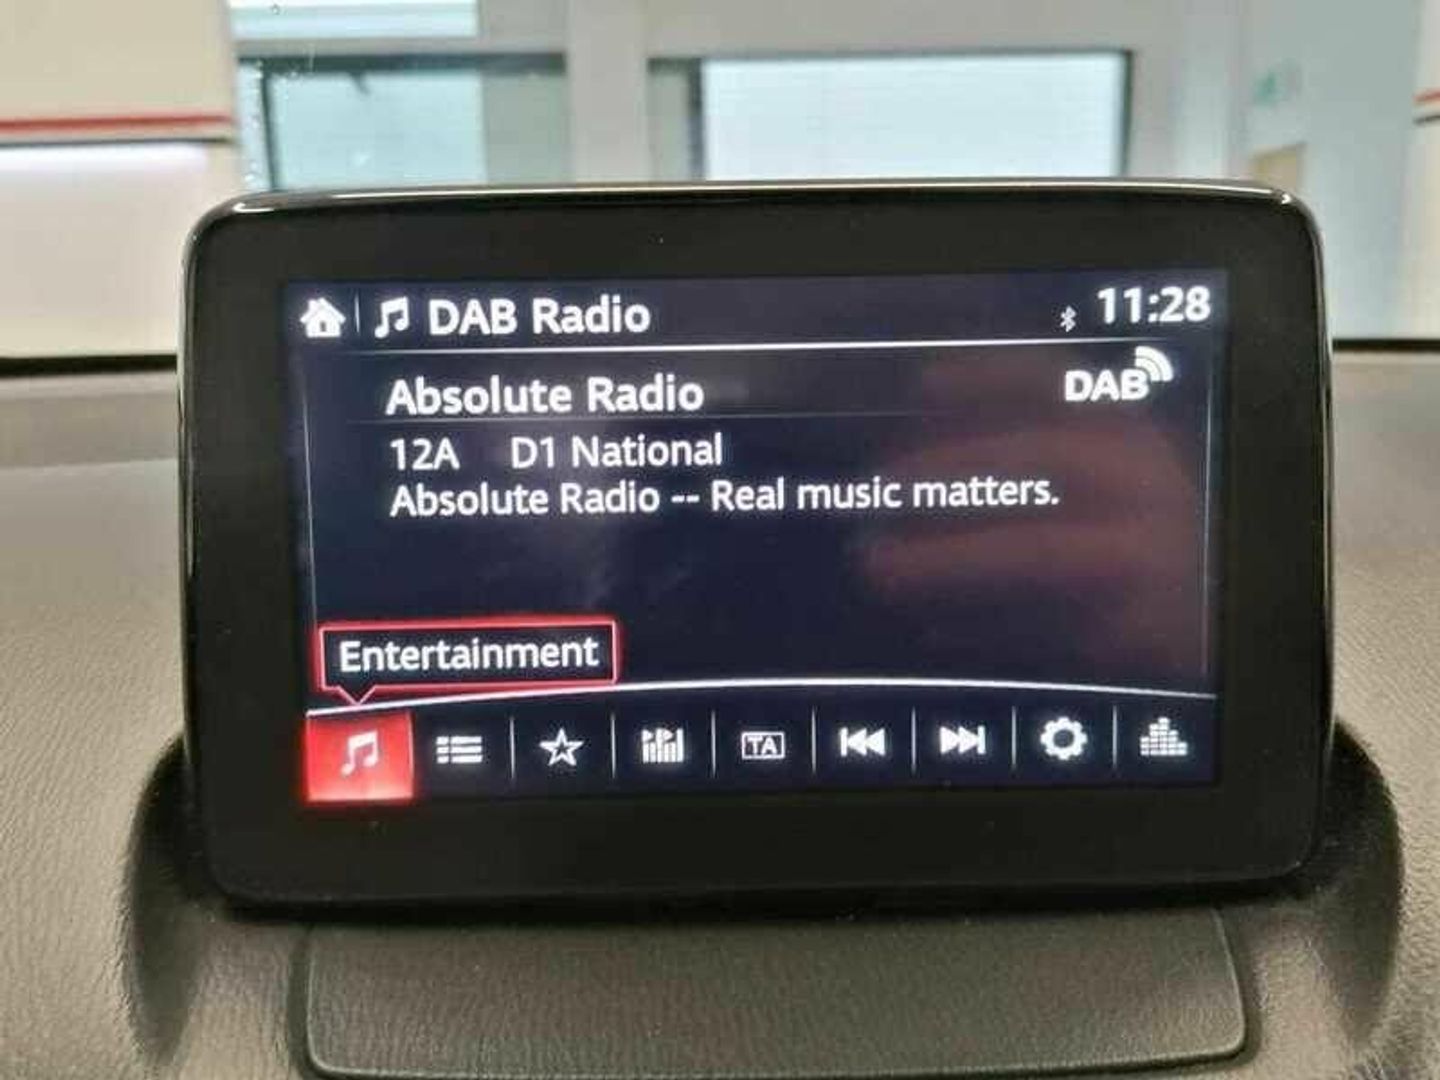 DAB Radio
11:28
Absolute Radio
DAB
12A D1 National
Absolute Radio -- Real music matters.
Entertainment
TA